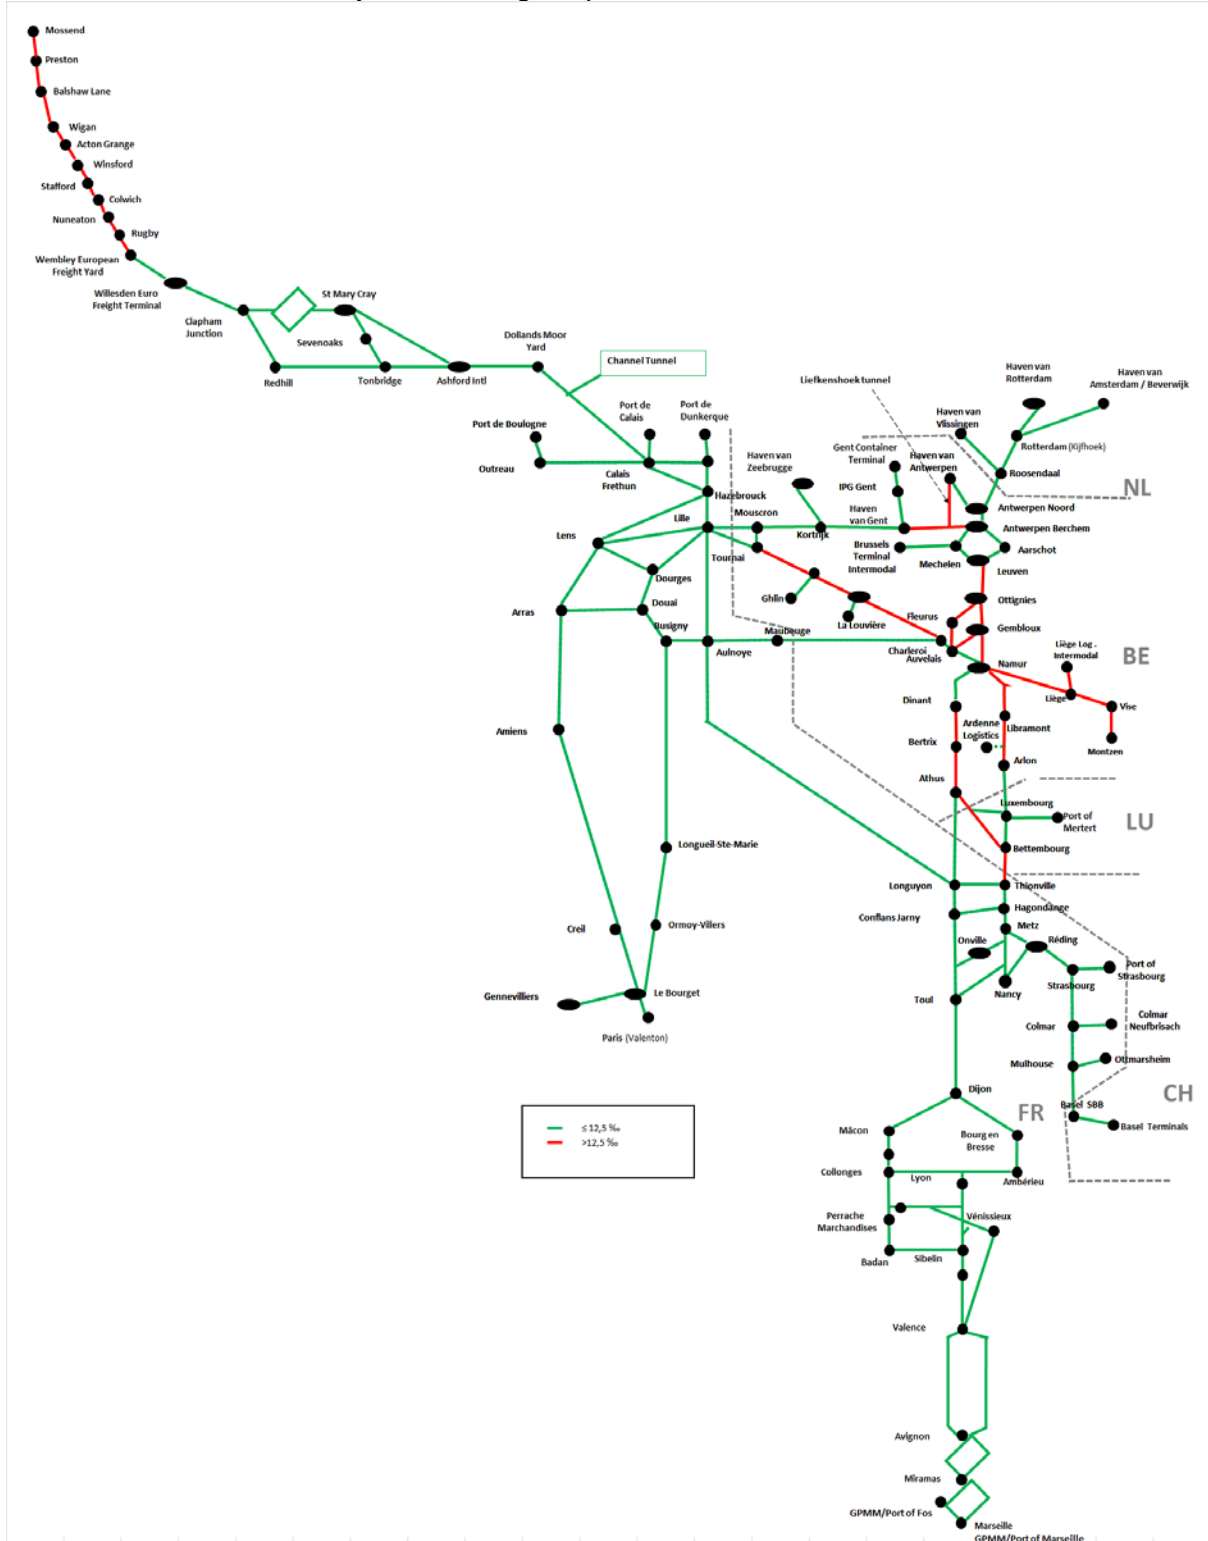 Mossend
Preston
Balshaw Lane
Wigan
Acton Grange
Winsford
Stafford
Colwich
Nuneaton
Rugby
Wembley European
Freight Yard
Willesden Euro
Freight Terminal
St Mary Cray
Clapham
Junction
Sevenoaks
Redhill
Tonbridge
Ashford Intl
Dollands Moor
Yard
Channel Tunnel
Liefkenshoek tunnel
Haven van
Rotterdam
Haven van
Amsterdam / Beverwijk
Port de
Calais
Port de
Dunkerque
Port de Boulogne
Outreau
Calais
Frethun
Haven van
Zeebrugge
Haven van
Vlissingen
Rotterdam (Kijfhoek)
Gent Container
Terminal
Haven van
Antwerpen
Roosendaal
NL
IPG Gent
Hazebrouck
Mouscron
Lille
Haven
van Gent
Antwerpen Noord
Antwerpen Berchem
Kortrijk
Lens
Tournai
Brussels
Terminal
Intermodal
Mechelen
Aarschot
Leuven
Dourges
Douai
Arras
Ghlin
La Louvière
Ottignies
Fleurus
Gembloux
Busigny
Maubeuge
Aulnoye
Charleroi
Auvelais
Namur
Liège Log.
Intermodal
BE
Liège
Vise
Montzen
Dinant
Ardenne
Logistics
Libramont
Amiens
Bertrix
Arlon
Athus
Luxembourg
Port of
Mertert
LU
Bettembourg
Longueil-Ste-Marie
Longuyon
Thionville
Hagondange
Conflans Jarny
Metz
Creil
Ormoy-Villers
Onville
Réding
Port of
Strasbourg
Strasbourg
Gennevilliers
Le Bourget
Nancy
Toul
Paris (Valenton)
Colmar
Colmar
Neufbrisach
Mulhouse
Ottmarsheim
Dijon
CH
FR
Basel SBB
Basel Terminals
≤ 12,5 ‰
>12,5 ‰
Mâcon
Bourg en
Bresse
Collonges
Lyon
Ambérieu
Perrache
Marchandises
Vénissieux
Badan
Sibelin
Valence
Avignon
Miramas
GPMM/Port of Fos
Marseille
GPMM/Port of Marseille